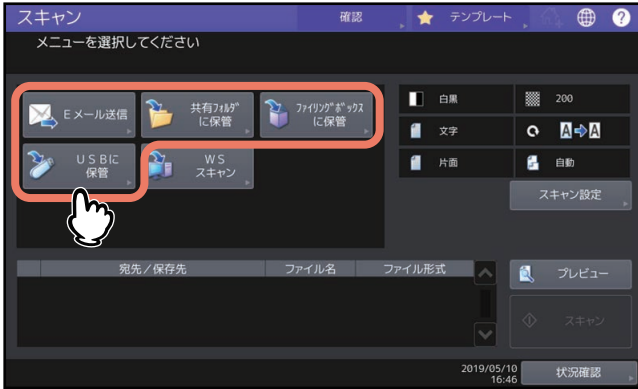 スキャン
確認
テンプレート
?
メニューを選択してください
Eメール送信
共有フォルダ
に保管
ファイリングボックス
に保管
USBに
保管
WS
スキャン
白黒
200
文字
A A
片面
自動
スキャン設定
宛先/保存先
ファイル名
ファイル形式
プレビュー
スキャン
2019/05/10
16:46
状況確認